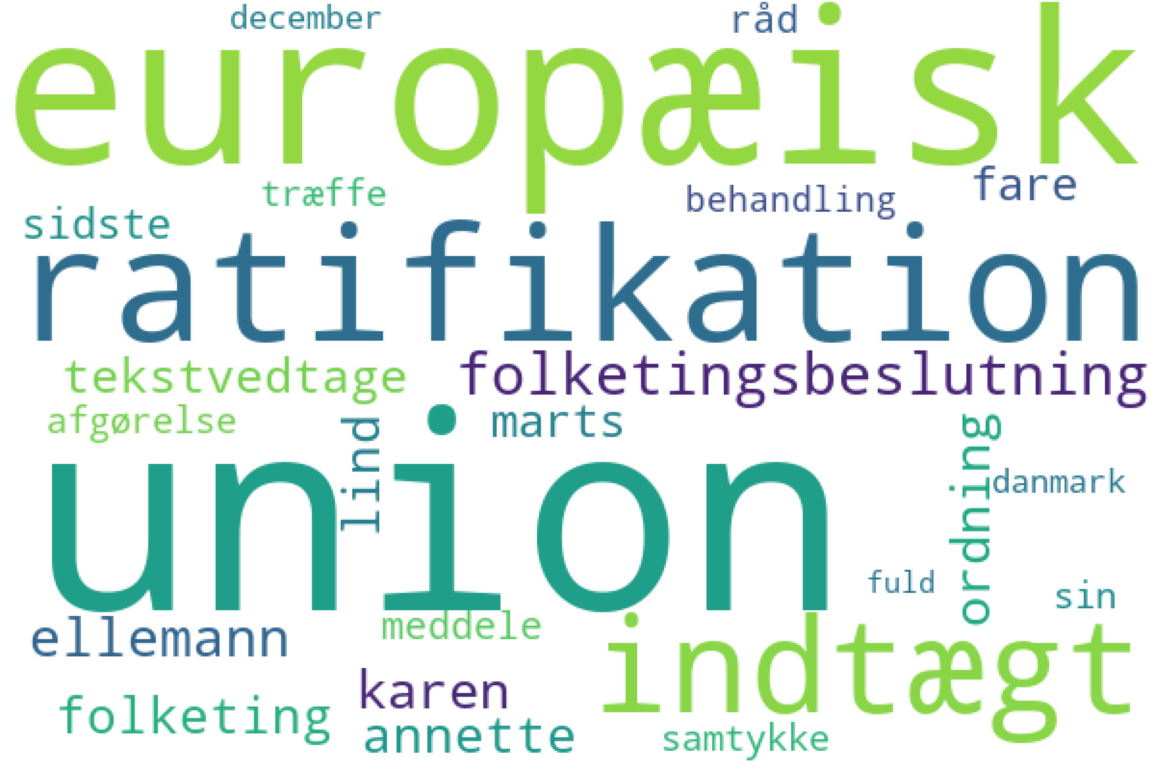 december
råd
europæisk
træffe
behandling
fare
sidste
ratifikation
tekstvedtage
folketingsbeslutning
afgørelse
lind
marts
ordning
danmark
union
fuld
sin
ellemann
meddele
indtægt
folketing
karen
annette
samtykke